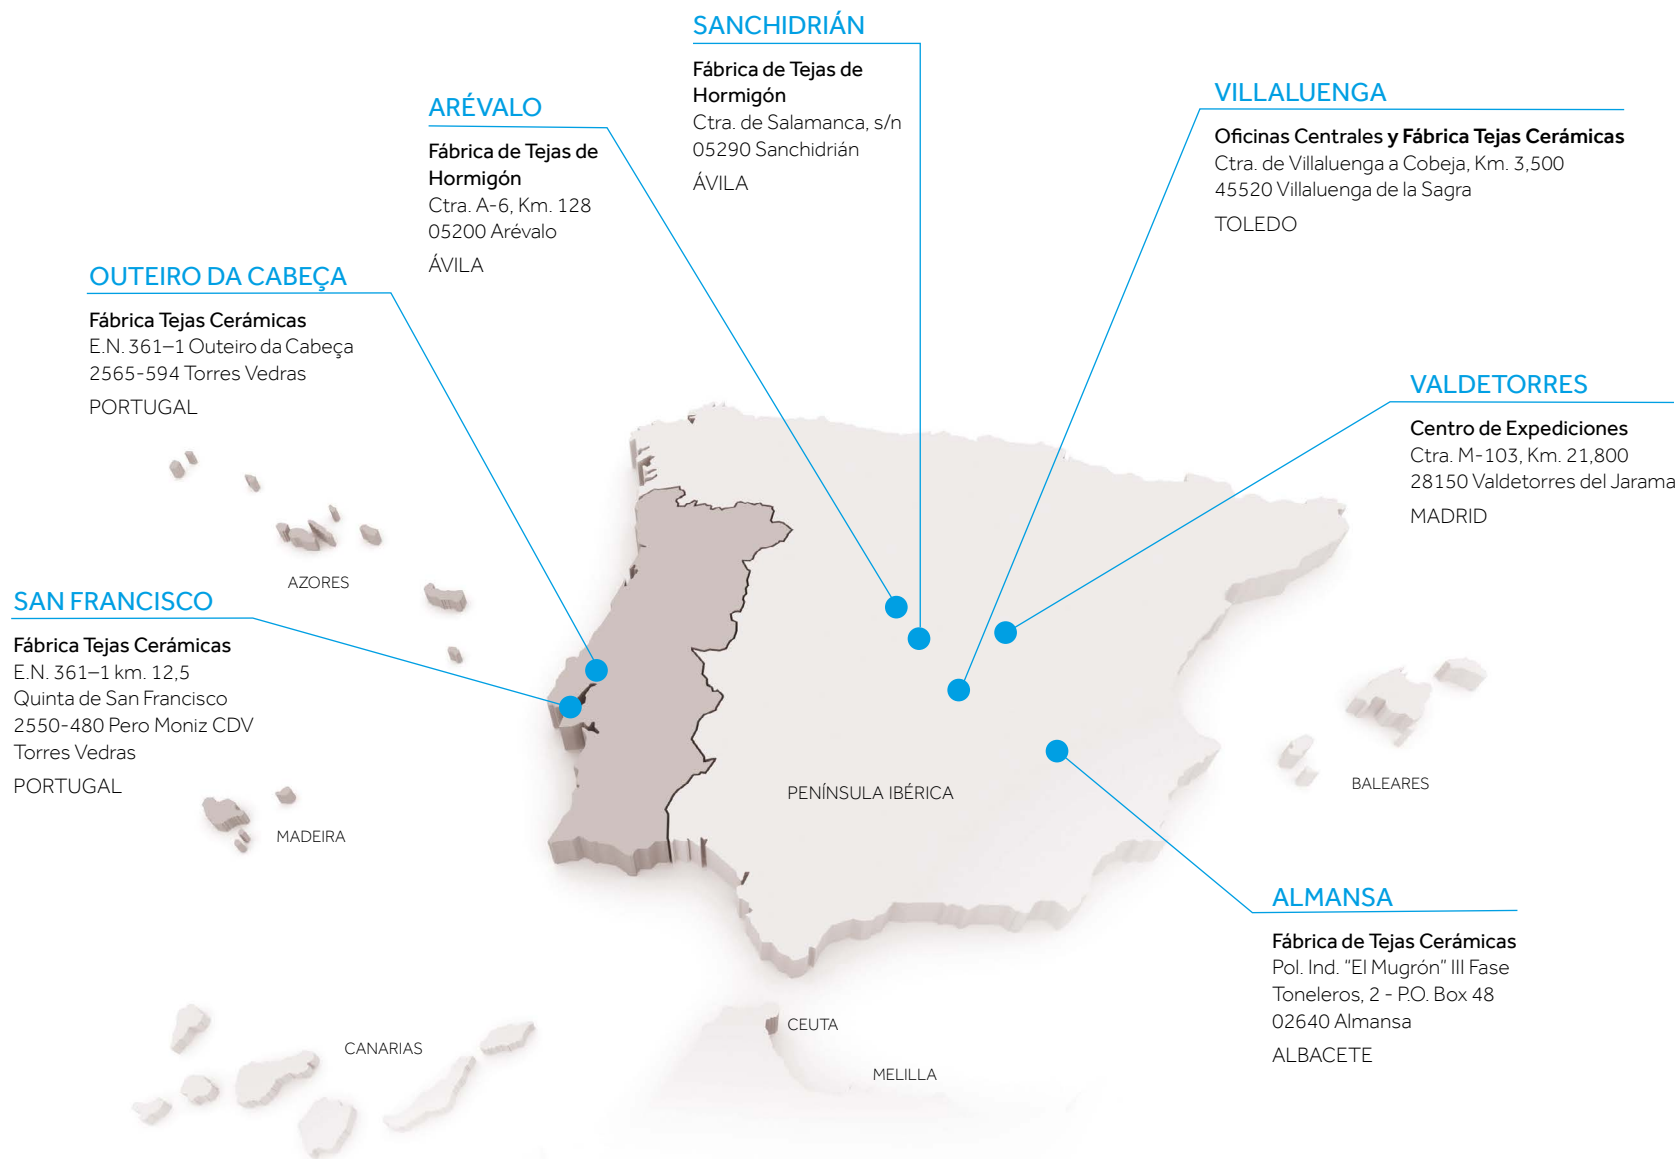 SANCHIDRIÁN
Fábrica de Tejas de
Hormigón
Ctra. de Salamanca, s/n
05290 Sanchidrián
ÁVILA
ARÉVALO
Fábrica de Tejas de
Hormigón
Ctra. A-6, Km. 128
05200 Arévalo
ÁVILA
VILLALUENGA
Oficinas Centrales y Fábrica Tejas Cerámicas
Ctra. de Villaluenga a Cobeja, Km. 3,500
45520 Villaluenga de la Sagra
TOLEDO
OUTEIRO DA CABEÇA
Fábrica Tejas Cerámicas
E.N. 361–1 Outeiro da Cabeça
2565-594 Torres Vedras
PORTUGAL
VALDETORRES
Centro de Expediciones
Ctra. M-103, Km. 21,800
28150 Valdetorres del Jarama
MADRID
AZORES
SAN FRANCISCO
Fábrica Tejas Cerámicas
E.N. 361–1 km. 12,5
Quinta de San Francisco
2550-480 Pero Moniz CDV
Torres Vedras
PORTUGAL
PENÍNSULA IBÉRICA
BALEARES
MADEIRA
ALMANSA
Fábrica de Tejas Cerámicas
Pol. Ind. "El Mugrón" III Fase
Toneleros, 2 - P.O. Box 48
02640 Almansa
ALBACETE
CEUTA
CANARIAS
MELILLA